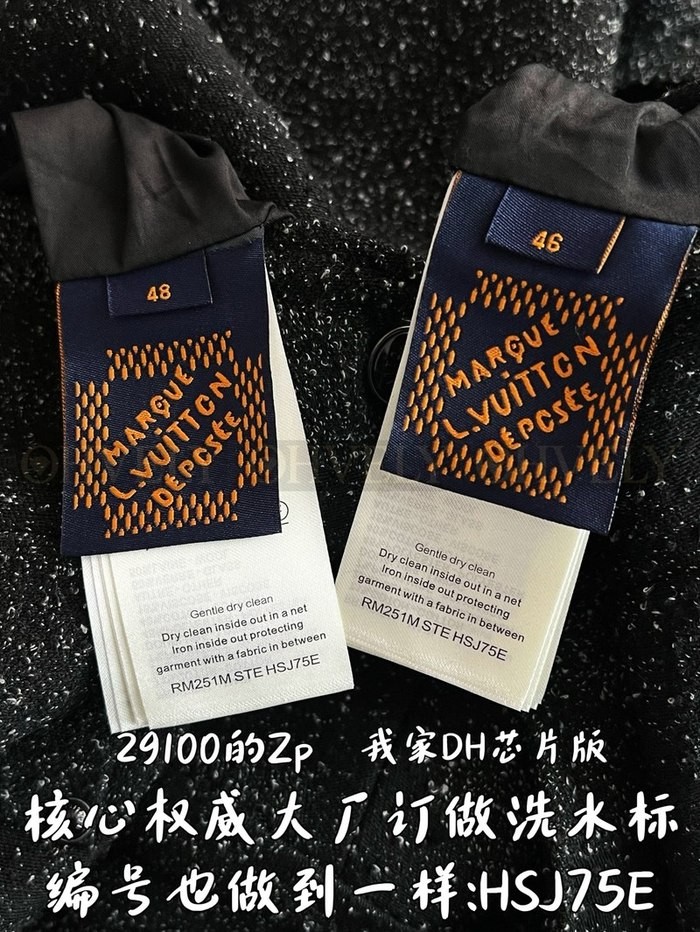 48
MARQUE
L.VUITTON
DÉPOSÉE
46
MARQUE
L.VUITTON
DÉPOSÉE
Gentle dry clean
Dry clean inside out in a net
Iron inside out protecting
garment with a fabric in between
RM251M STE HSJ75E
Gentle dry clean
Dry clean inside out in a net
Iron inside out protecting
garment with a fabric in between
RM251M STE HSJ75E
29100的Zp 我家DH芯片版
核心权威大厂订做洗水标
编号也做到一样:HSJ75E